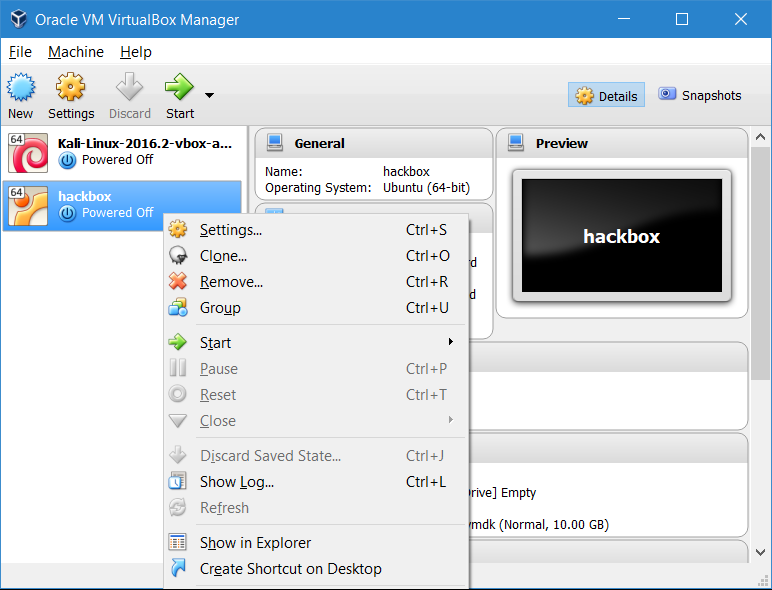 Oracle VM VirtualBox Manager
File Machine Help
New Settings Discard Start Details Snapshots
64 Kali-Linux-2016.2-vbox-a...
Powered Off
64 hackbox
Powered Off
General
Name: hackbox
Operating System: Ubuntu (64-bit)
Preview
hackbox
Settings... Ctrl+S
Clone... Ctrl+O
Remove... Ctrl+R
Group Ctrl+U
Start
Pause Ctrl+P
Reset Ctrl+T
Close
Discard Saved State... Ctrl+J
Show Log... Ctrl+L
Refresh
Show in Explorer
Create Shortcut on Desktop
rd
d
Drive] Empty
vmdk (Normal, 10.00 GB)